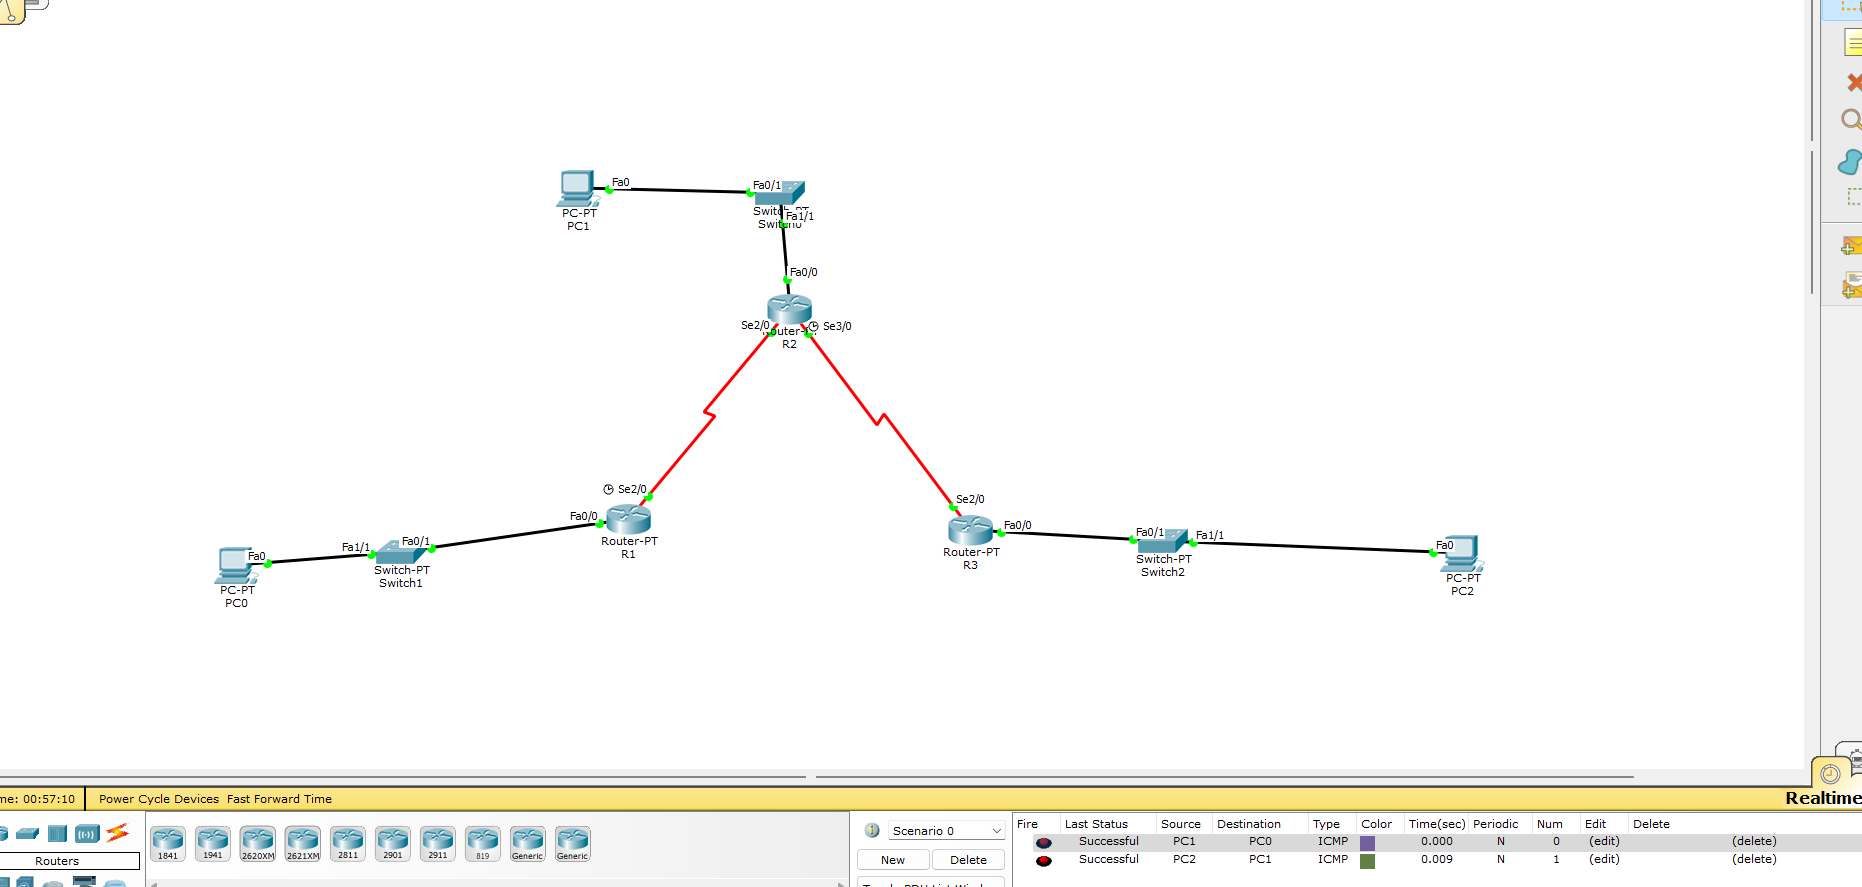 Fa0
Fa0/1
PC-PT
PC1
Fa1/1
Fa0/0
Se2/0
Se3/0
R2
Se2/0
Fa0/0
Router-PT
R1
Fa0/1
Fa1/1
Switch-PT
Switch1
Fa0
PC-PT
PC0
Se2/0
Fa0/0
Router-PT
R3
Fa0/1
Fa1/1
Switch-PT
Switch2
Fa0
PC-PT
PC2
me: 00:57:10 Power Cycle Devices Fast Forward Time
Realtime
Routers
1841 1941 2620XM 2621XM 2811 2901 2911 819 Generic Generic
Scenario 0
New Delete
Fire Last Status Source Destination Type Color Time(sec) Periodic Num Edit Delete
Successful PC1 PC0 ICMP 0.000 N 0 (edit) (delete)
Successful PC2 PC1 ICMP 0.009 N 1 (edit) (delete)